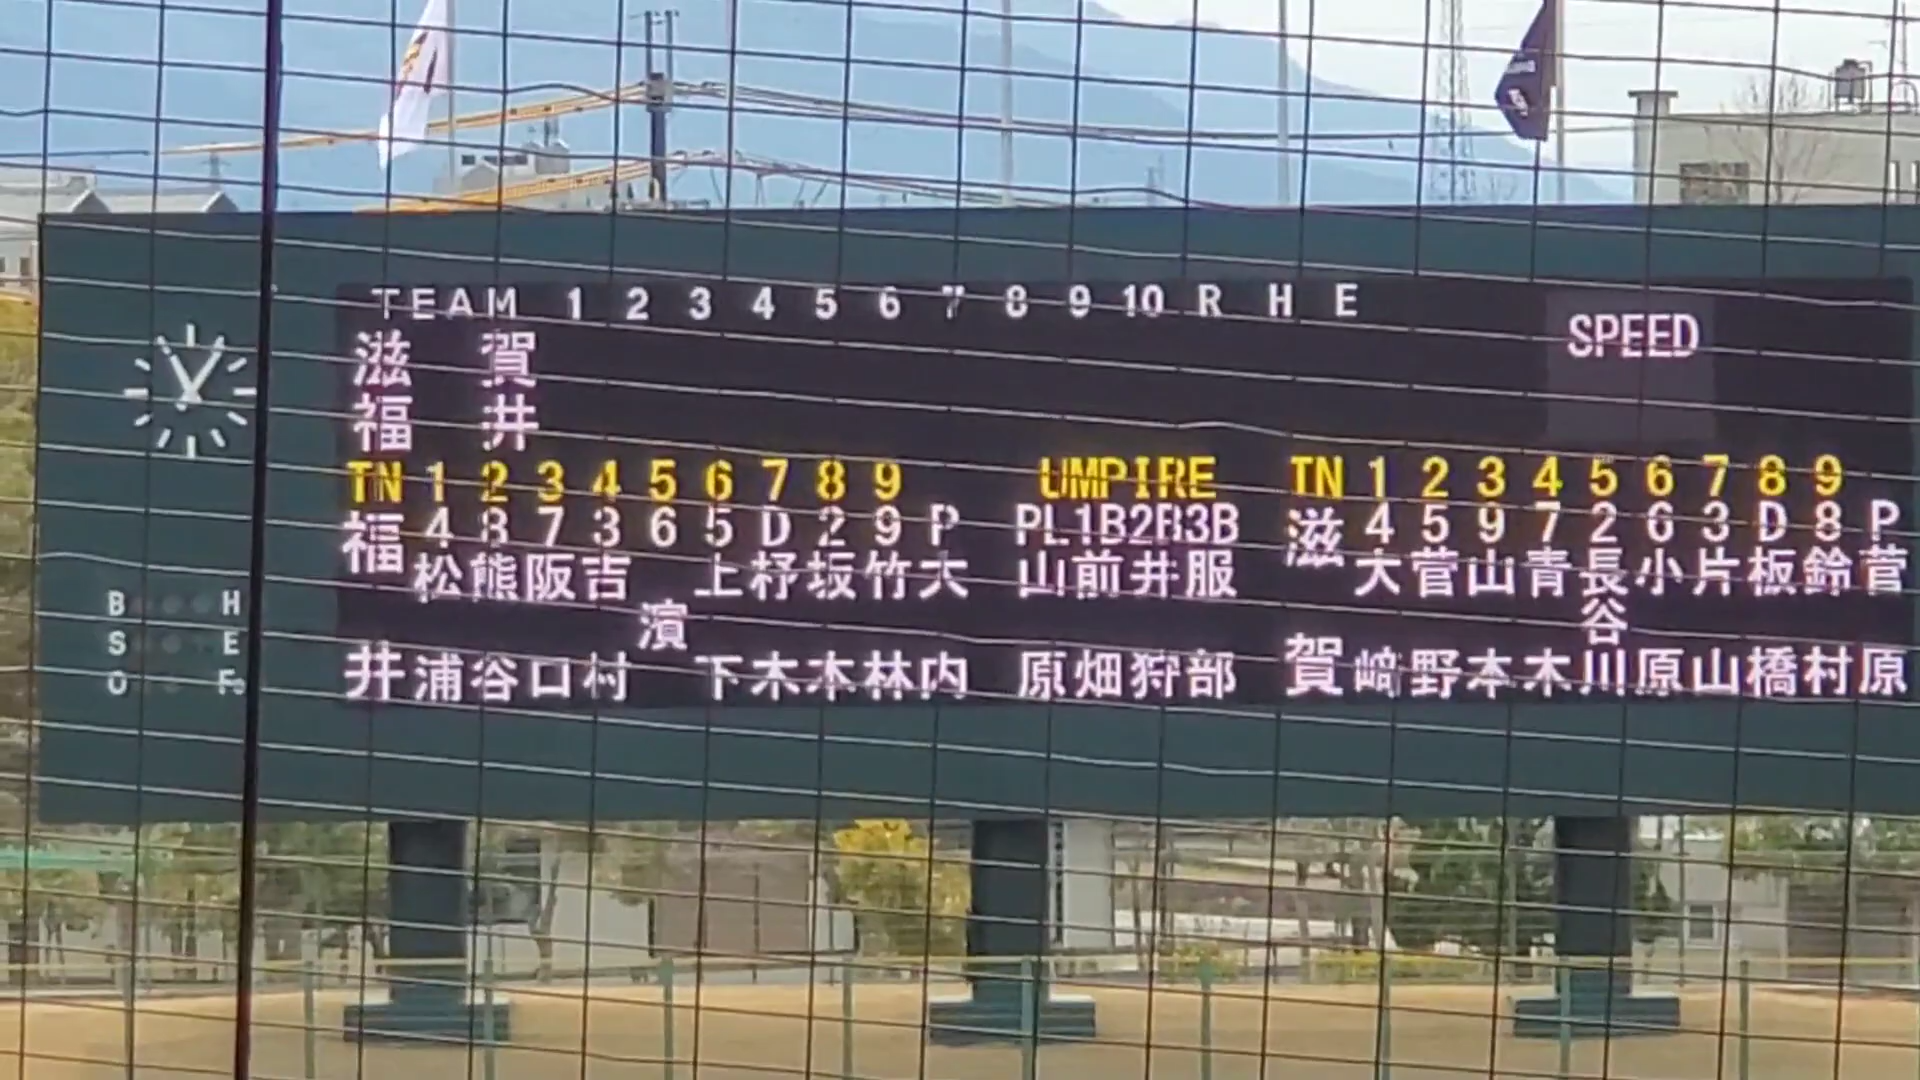 TEAM 1 2 3 4 5 6 7 8 9 10 R H E
SPEED
滋賀
福井
TN 1 2 3 4 5 6 7 8 9 UMPIRE TN 1 2 3 4 5 6 7 8 9
福井 4 8 7 3 6 5 D 2 9 P PL 1B 2B 3B 滋賀 4 5 9 7 2 6 3 D 8 P
松浦 熊谷 阪口 吉村 濱 上下 杼木 坂本 竹林 大内 山原 前畑 井狩 服部 大﨑 菅野 山本 青木 長谷川 小原 片山 板橋 鈴村 菅原
B H
S E
O Fc